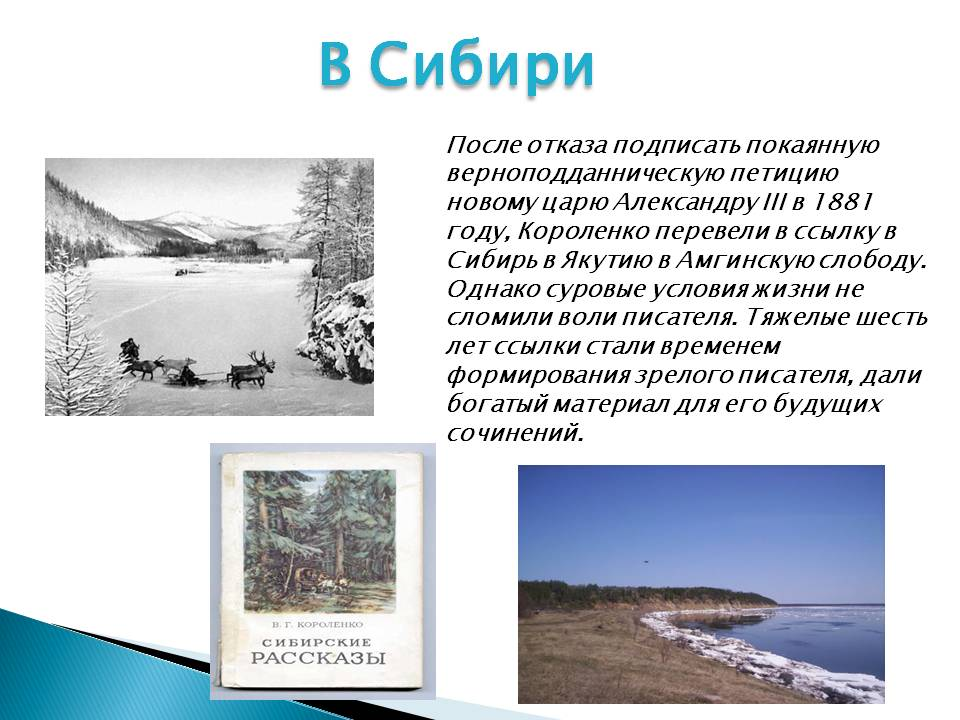 В Сибири
После отказа подписать покаянную
верноподданническую петицию
новому царю Александру III в 1881
году, Короленко перевели в ссылку в
Сибирь в Якутию в Амгинскую слободу.
Однако суровые условия жизни не
сломили воли писателя. Тяжелые шесть
лет ссылки стали временем
формирования зрелого писателя, дали
богатый материал для его будущих
сочинений.
В. Г. КОРОЛЕНКО
СИБИРСКИЕ
РАССКАЗЫ